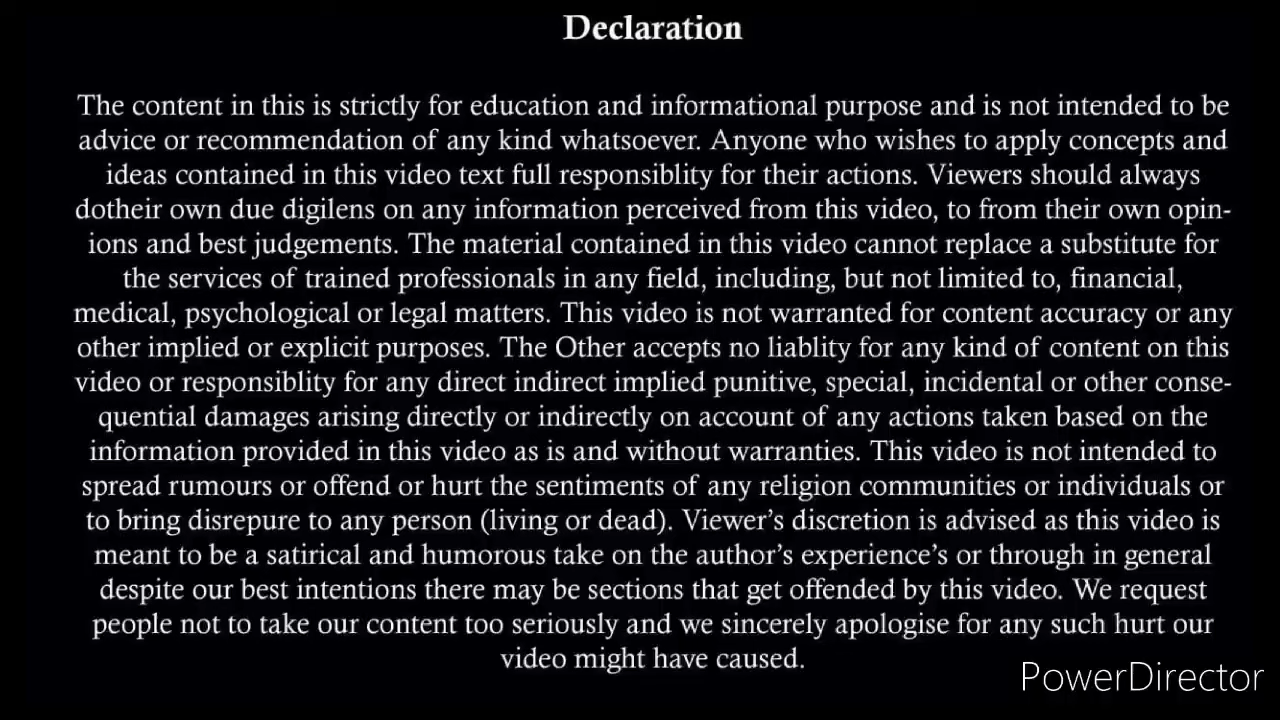 Declaration
The content in this is strictly for education and informational purpose and is not intended to be
advice or recommendation of any kind whatsoever. Anyone who wishes to apply concepts and
ideas contained in this video text full responsiblity for their actions. Viewers should always
dotheir own due digilens on any information perceived from this video, to from their own opin-
ions and best judgements. The material contained in this video cannot replace a substitute for
the services of trained professionals in any field, including, but not limited to, financial,
medical, psychological or legal matters. This video is not warranted for content accuracy or any
other implied or explicit purposes. The Other accepts no liablity for any kind of content on this
video or responsiblity for any direct indirect implied punitive, special, incidental or other conse-
quential damages arising directly or indirectly on account of any actions taken based on the
information provided in this video as is and without warranties. This video is not intended to
spread rumours or offend or hurt the sentiments of any religion communities or individuals or
to bring disrepure to any person (living or dead). Viewer's discretion is advised as this video is
meant to be a satirical and humorous take on the author's experience's or through in general
despite our best intentions there may be sections that get offended by this video. We request
people not to take our content too seriously and we sincerely apologise for any such hurt our
video might have caused.
PowerDirector